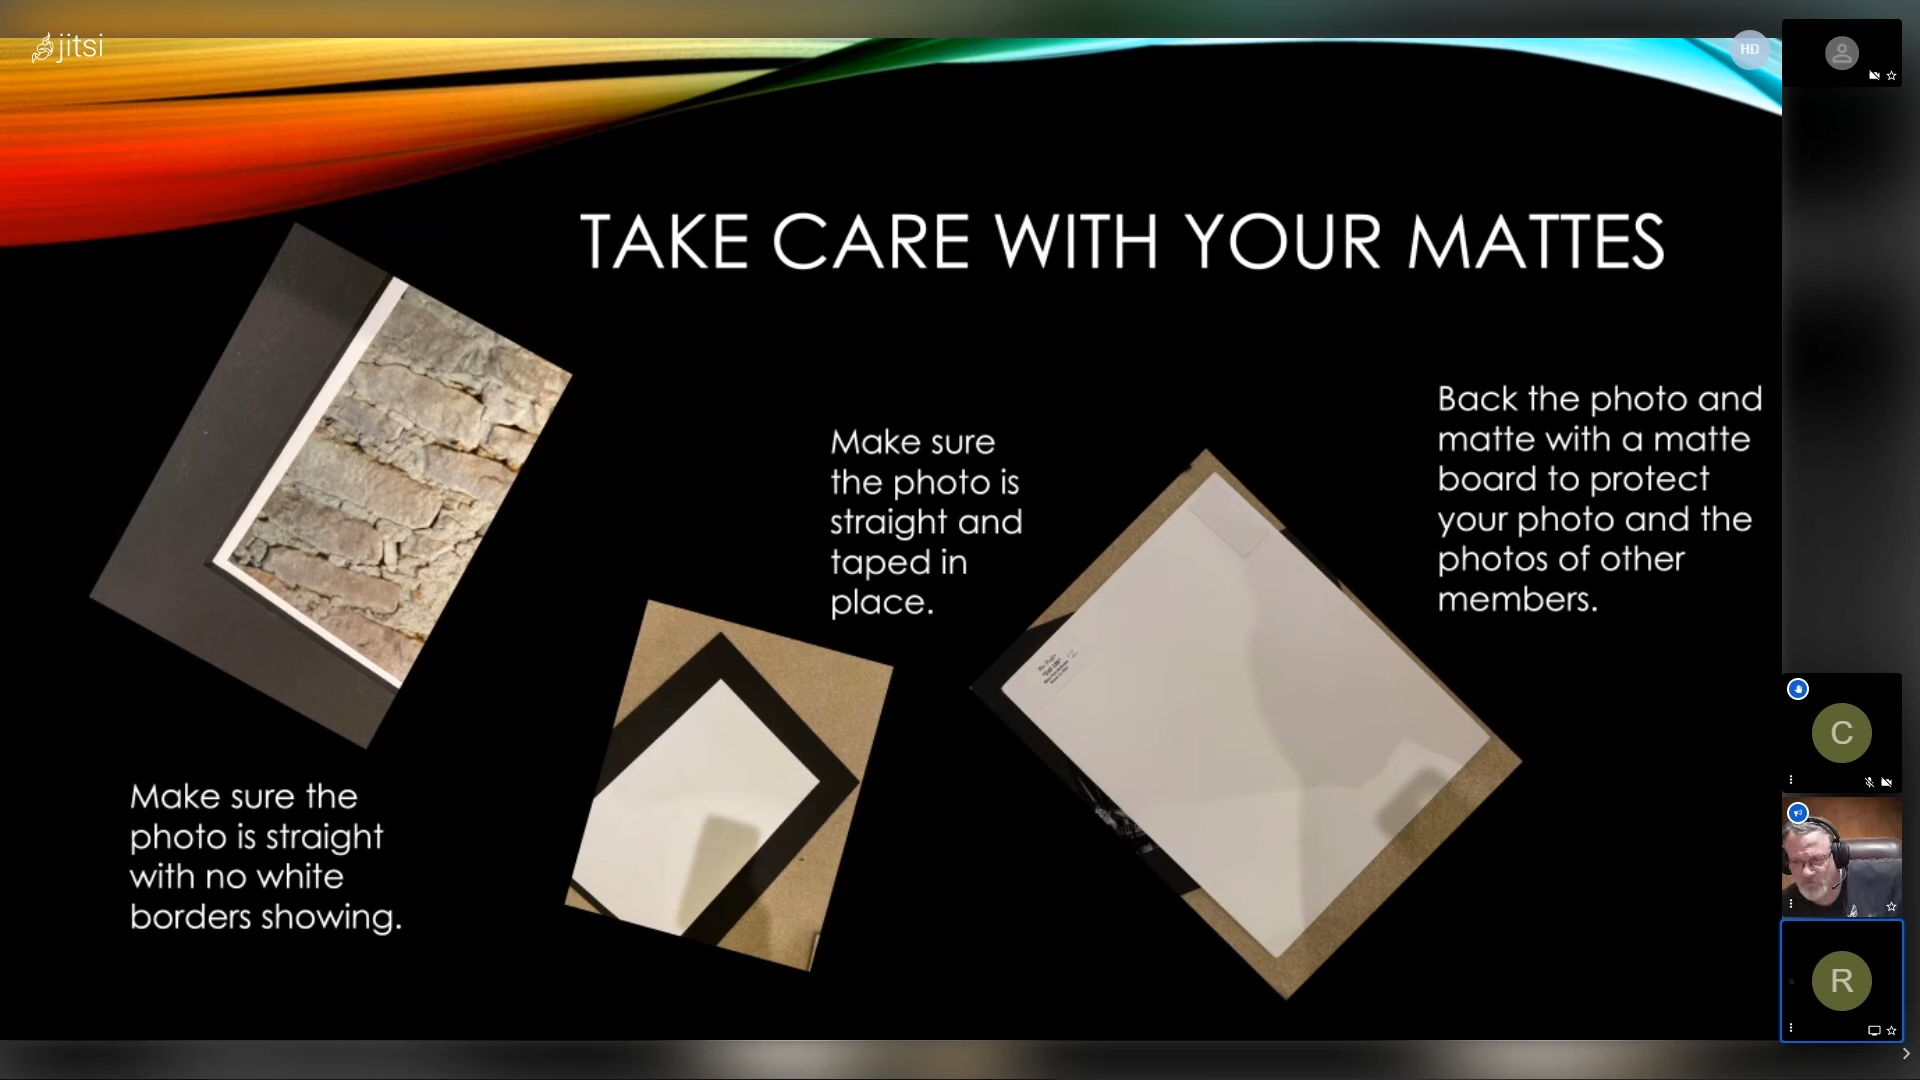 jitsi
HD
TAKE CARE WITH YOUR MATTES
Make sure the
photo is straight
with no white
borders showing.
Make sure
the photo is
straight and
taped in
place.
Back the photo and
matte with a matte
board to protect
your photo and the
photos of other
members.
C
R